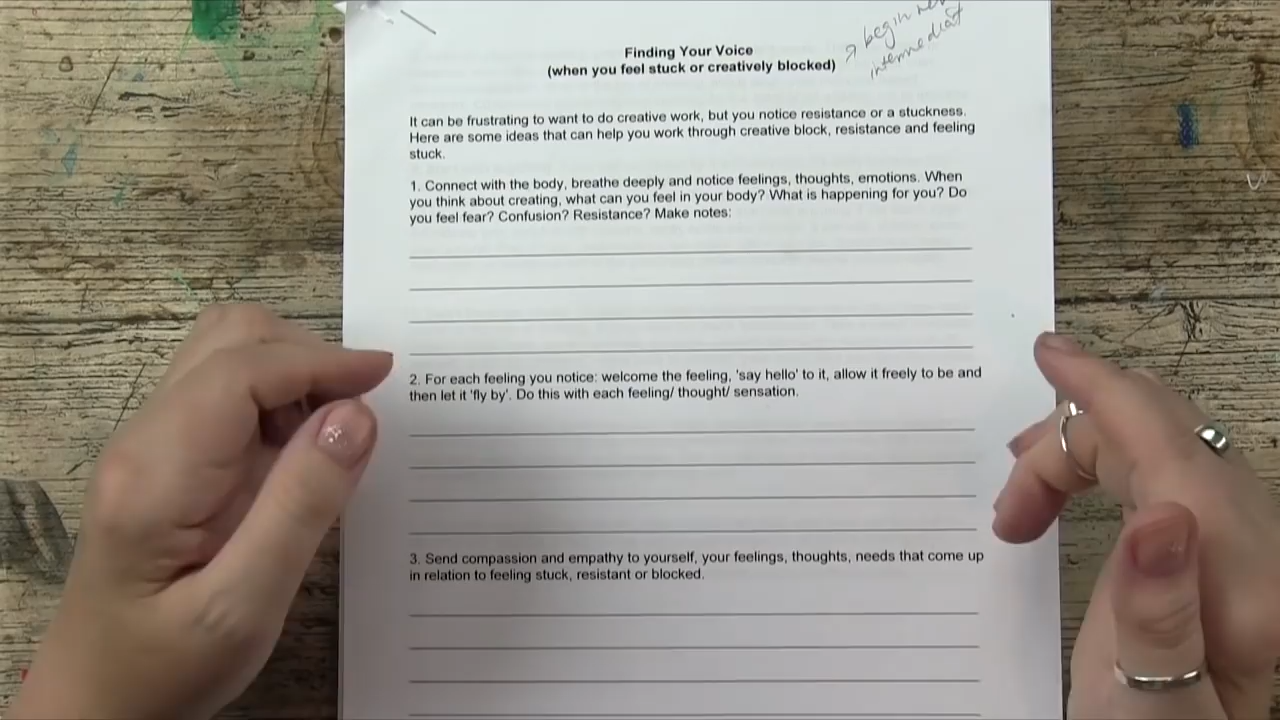 Finding Your Voice
(when you feel stuck or creatively blocked)
begin
intermediat
It can be frustrating to want to do creative work, but you notice resistance or a stuckness.
Here are some ideas that can help you work through creative block, resistance and feeling
stuck.
1. Connect with the body, breathe deeply and notice feelings, thoughts, emotions. When
you think about creating, what can you feel in your body? What is happening for you? Do
you feel fear? Confusion? Resistance? Make notes:
2. For each feeling you notice: welcome the feeling, 'say hello' to it, allow it freely to be and
then let it 'fly by'. Do this with each feeling/ thought/ sensation.
3. Send compassion and empathy to yourself, your feelings, thoughts, needs that come up
in relation to feeling stuck, resistant or blocked.